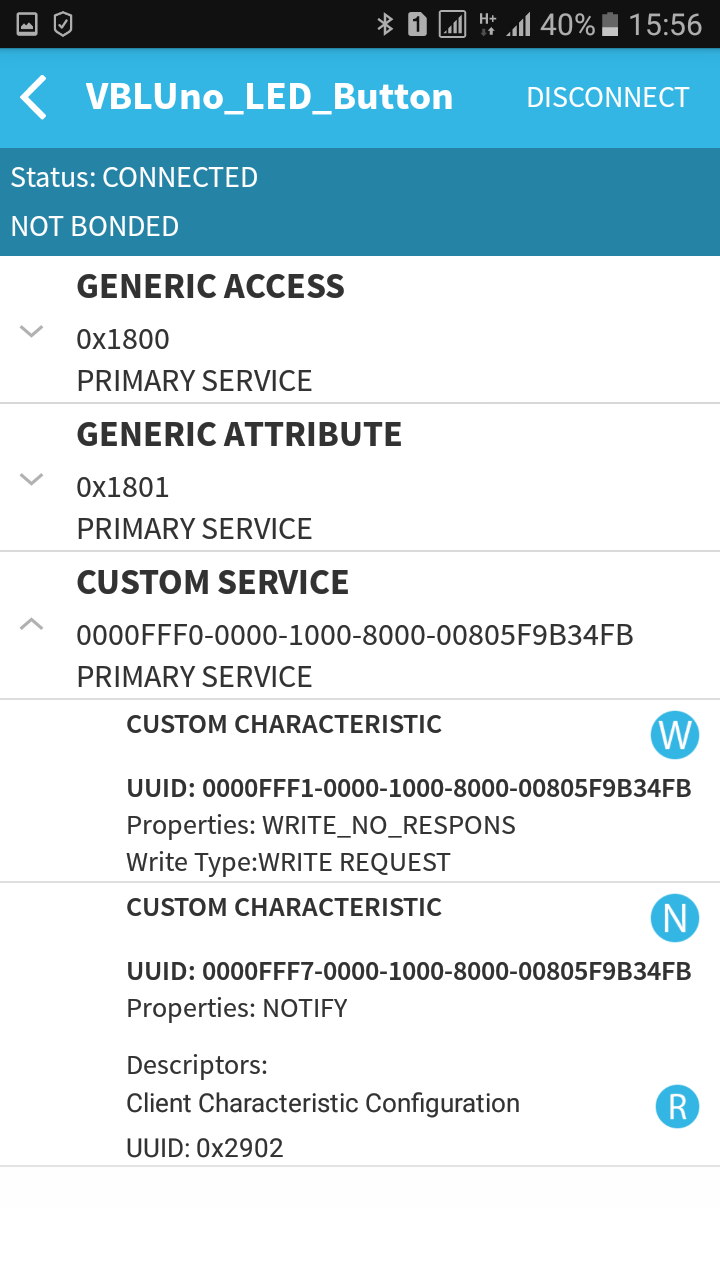 1 H+ 40% 15:56
VBLUno_LED_Button DISCONNECT
Status: CONNECTED
NOT BONDED
GENERIC ACCESS
0x1800
PRIMARY SERVICE
GENERIC ATTRIBUTE
0x1801
PRIMARY SERVICE
CUSTOM SERVICE
0000FFF0-0000-1000-8000-00805F9B34FB
PRIMARY SERVICE
CUSTOM CHARACTERISTIC W
UUID: 0000FFF1-0000-1000-8000-00805F9B34FB
Properties: WRITE_NO_RESPONS
Write Type:WRITE REQUEST
CUSTOM CHARACTERISTIC N
UUID: 0000FFF7-0000-1000-8000-00805F9B34FB
Properties: NOTIFY
Descriptors:
Client Characteristic Configuration R
UUID: 0x2902